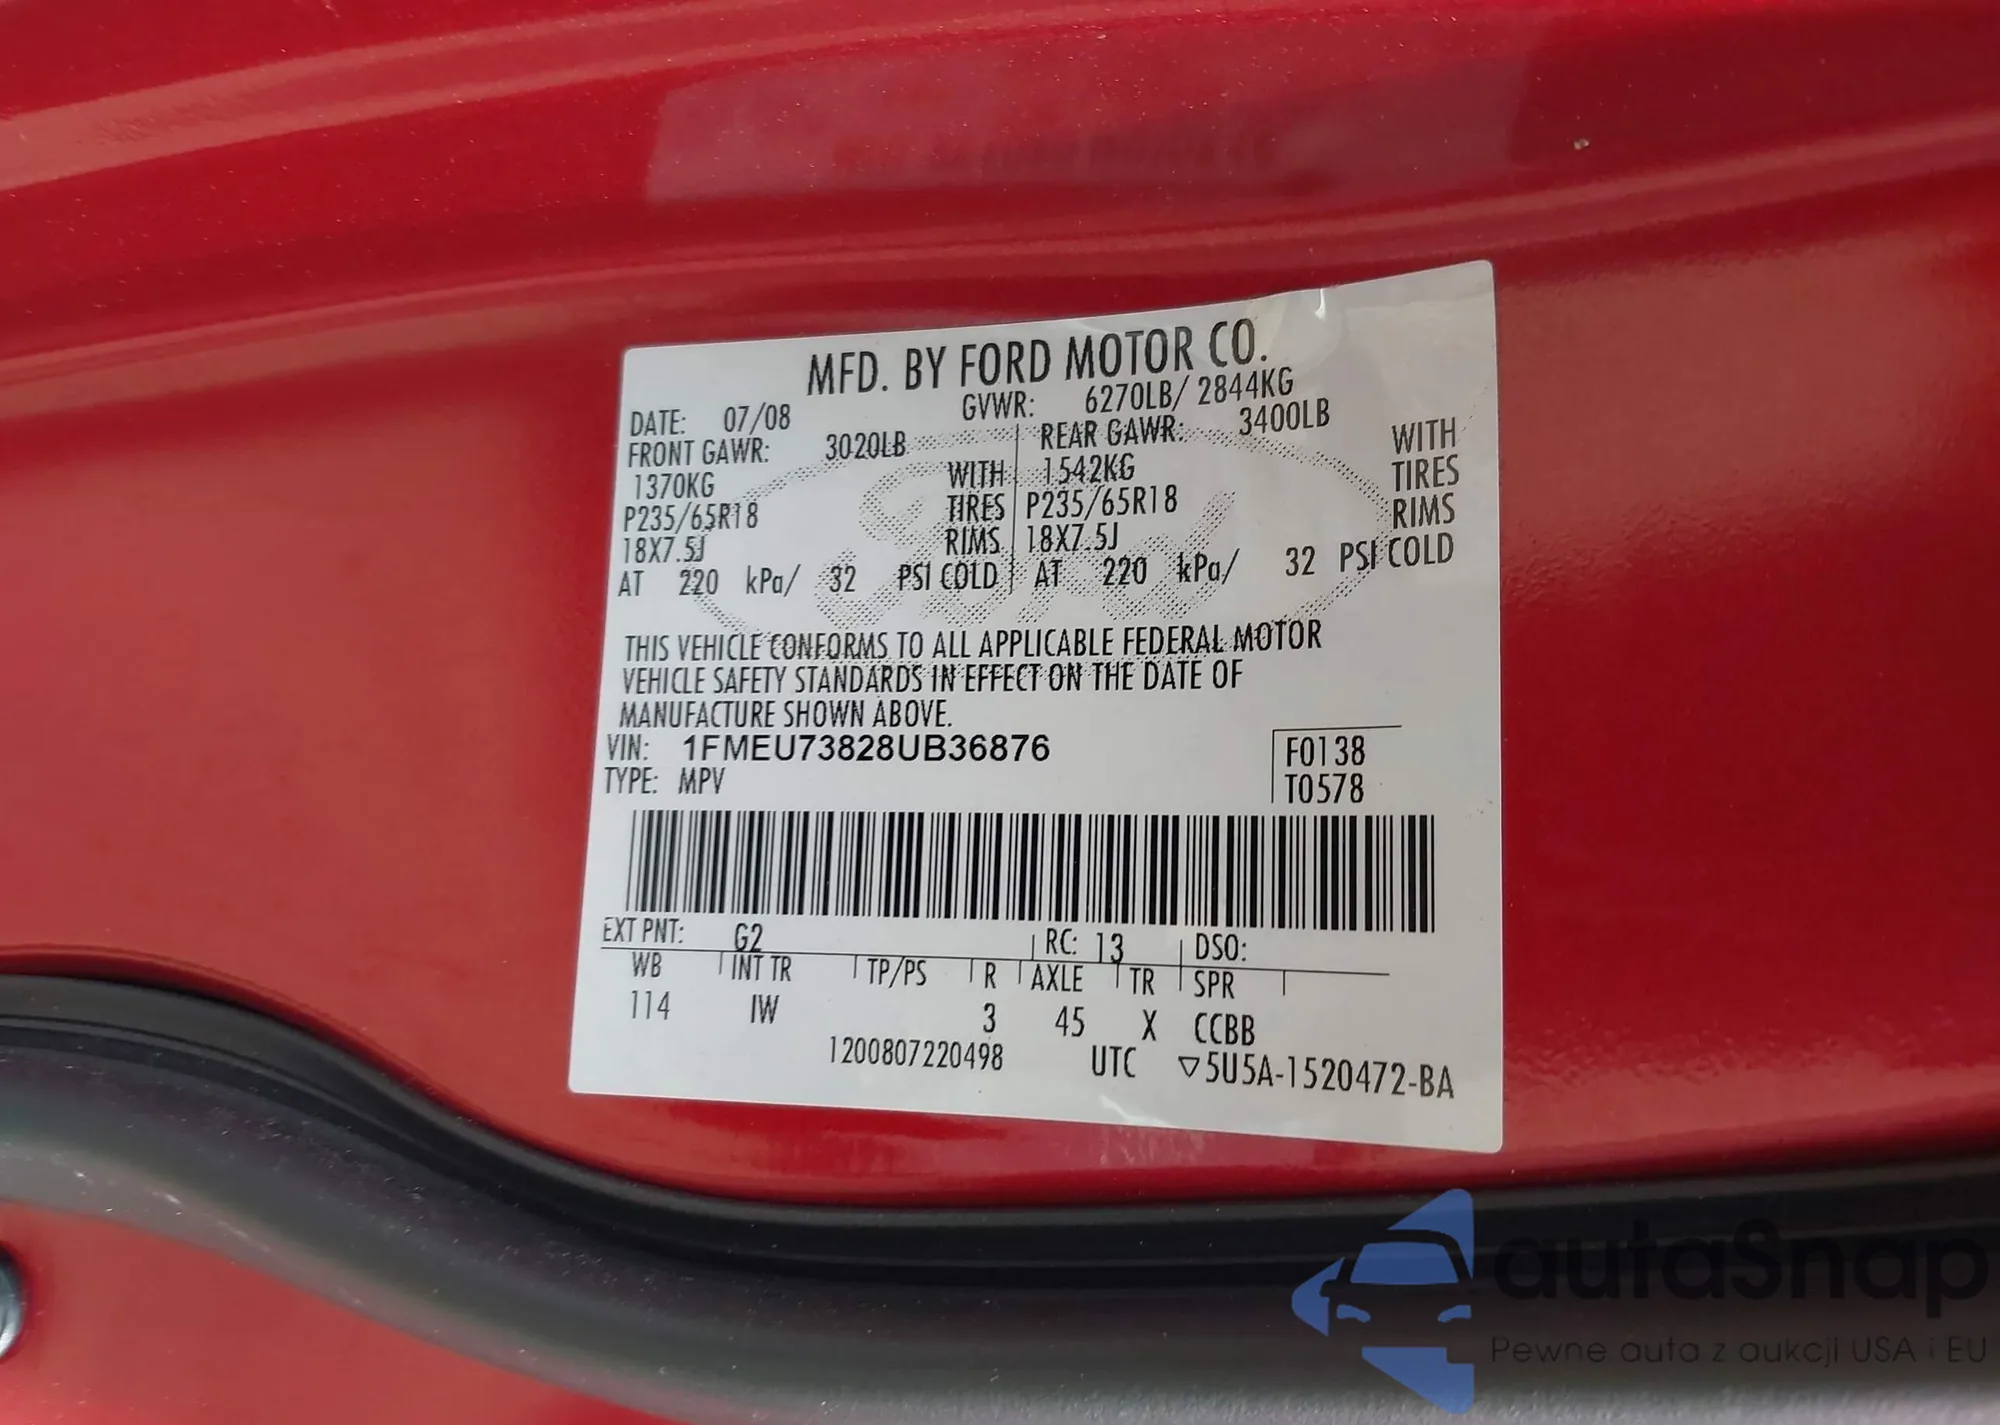 MFD. BY FORD MOTOR CO.
DATE: 07/08 GVWR: 6270LB/ 2844KG
FRONT GAWR: 3020LB REAR GAWR: 3400LB WITH
1370KG WITH 1542KG TIRES
P235/65R18 TIRES P235/65R18 RIMS
18X7.5J RIMS 18X7.5J
AT 220 kPa/ 32 PSI COLD AT 220 kPa/ 32 PSI COLD
THIS VEHICLE CONFORMS TO ALL APPLICABLE FEDERAL MOTOR
VEHICLE SAFETY STANDARDS IN EFFECT ON THE DATE OF
MANUFACTURE SHOWN ABOVE.
VIN: 1FMEU73828UB36876 F0138
TYPE: MPV T0578
EXT PNT: G2 RC: 13 DSO:
WB INT TR TP/PS R AXLE TR SPR
114 IW 3 45 X CCBB
1200807220498 UTC ▽5U5A-1520472-BA
Ford
autaSnap
Pewne auta z aukcji USA i EU